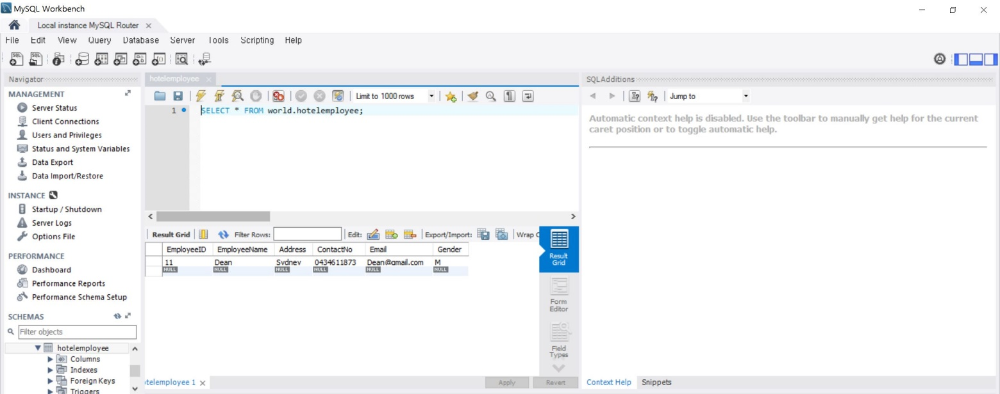 MySQL Workbench
Local instance MySQL Router
File Edit View Query Database Server Tools Scripting Help
Navigator
MANAGEMENT
Server Status
Client Connections
Users and Privileges
Status and System Variables
Data Export
Data Import/Restore
INSTANCE
Startup / Shutdown
Server Logs
Options File
PERFORMANCE
Dashboard
Performance Reports
Performance Schema Setup
SCHEMAS
Filter objects
hotelemployee
Columns
Indexes
Foreign Keys
Triggers
hotelemployee
Limit to 1000 rows
1 SELECT * FROM world.hotelemployee;
Result Grid Filter Rows: Edit: Export/Import: Wrap C
EmployeeID EmployeeName Address ContactNo Email Gender
11 Dean Sydney 0434611873 Dean@gmail.com M
NULL NULL NULL NULL NULL NULL
Result
Grid
Form
Editor
Field
Types
otelemployee 1
Apply Revert
SQLAdditions
Jump to
Automatic context help is disabled. Use the toolbar to manually get help for the current
caret position or to toggle automatic help.
Context Help Snippets